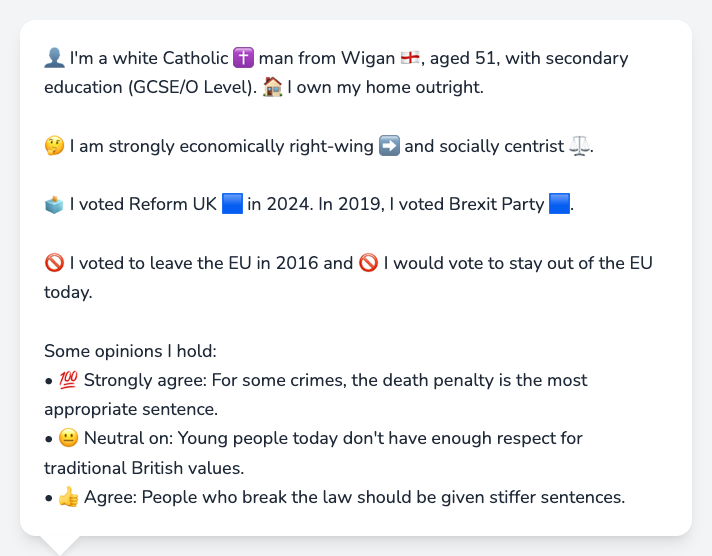 👤 I'm a white Catholic ✝️ man from Wigan 🏴󠁧󠁢󠁥󠁮󠁧󠁿, aged 51, with secondary
education (GCSE/O Level). 🏠 I own my home outright.
🤔 I am strongly economically right-wing ➡️ and socially centrist ⚖️.
🗳️ I voted Reform UK 🟦 in 2024. In 2019, I voted Brexit Party 🟦.
🚫 I voted to leave the EU in 2016 and 🚫 I would vote to stay out of the EU
today.
Some opinions I hold:
• 💯 Strongly agree: For some crimes, the death penalty is the most
appropriate sentence.
• 😐 Neutral on: Young people today don't have enough respect for
traditional British values.
• 👍 Agree: People who break the law should be given stiffer sentences.